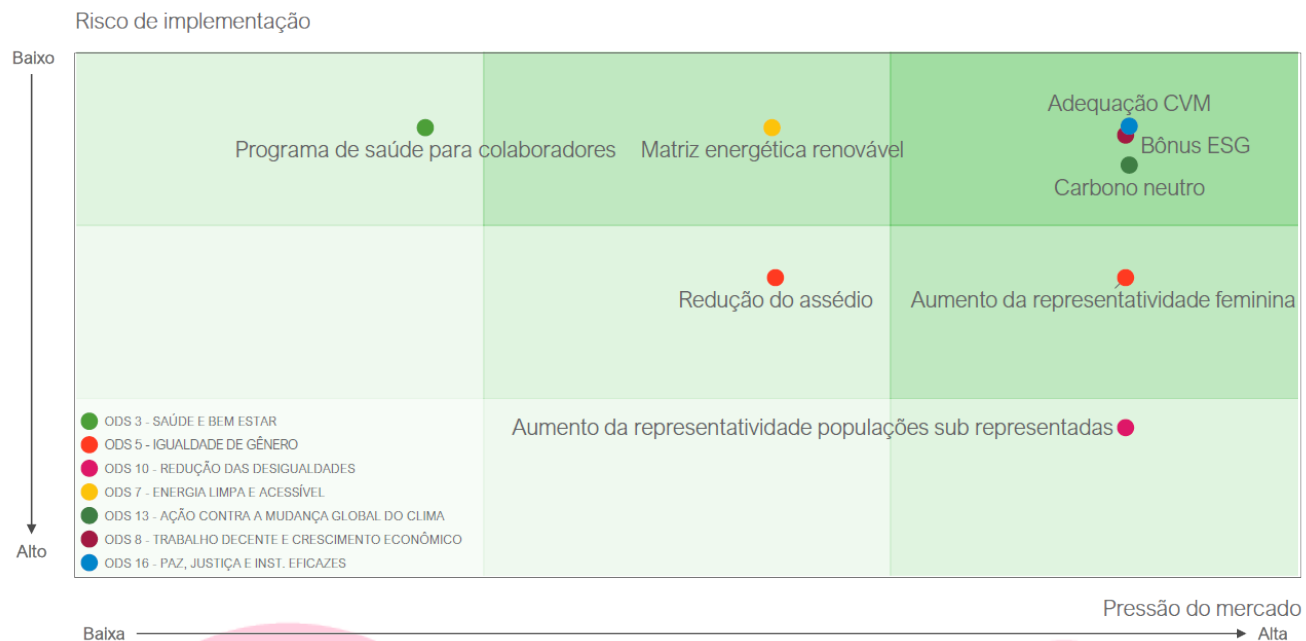 Risco de implementação
Baixo
Adequação CVM
Bônus ESG
Programa de saúde para colaboradores
Matriz energética renovável
Carbono neutro
Redução do assédio
Aumento da representatividade feminina
Aumento da representatividade populações sub representadas
ODS 3 - SAÚDE E BEM ESTAR
ODS 5 - IGUALDADE DE GÊNERO
ODS 10 - REDUÇÃO DAS DESIGUALDADES
ODS 7 - ENERGIA LIMPA E ACESSÍVEL
ODS 13 - AÇÃO CONTRA A MUDANÇA GLOBAL DO CLIMA
ODS 8 - TRABALHO DECENTE E CRESCIMENTO ECONÔMICO
ODS 16 - PAZ, JUSTIÇA E INST. EFICAZES
Alto
Pressão do mercado
Baixa
Alta